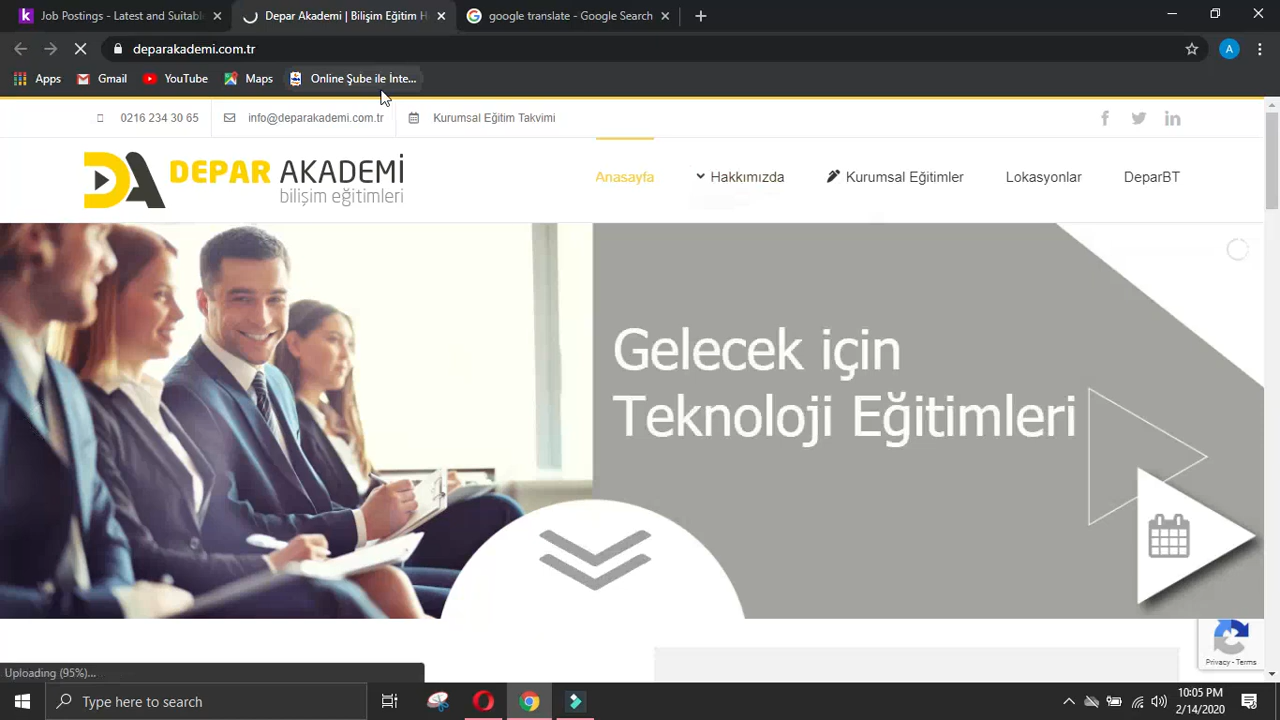 Job Postings - Latest and Suitabl
Depar Akademi | Bilişim Eğitim H
google translate - Google Search
deparakademi.com.tr
A
Apps
Gmail
YouTube
Maps
Online Şube ile İnte...
0216 234 30 65
info@deparakademi.com.tr
Kurumsal Eğitim Takvimi
DA DEPAR AKADEMİ
bilişim eğitimleri
Anasayfa
Hakkımızda
Kurumsal Eğitimler
Lokasyonlar
DeparBT
Gelecek için
Teknoloji Eğitimleri
Privacy - Terms
Uploading (95%)...
Type here to search
10:05 PM
2/14/2020